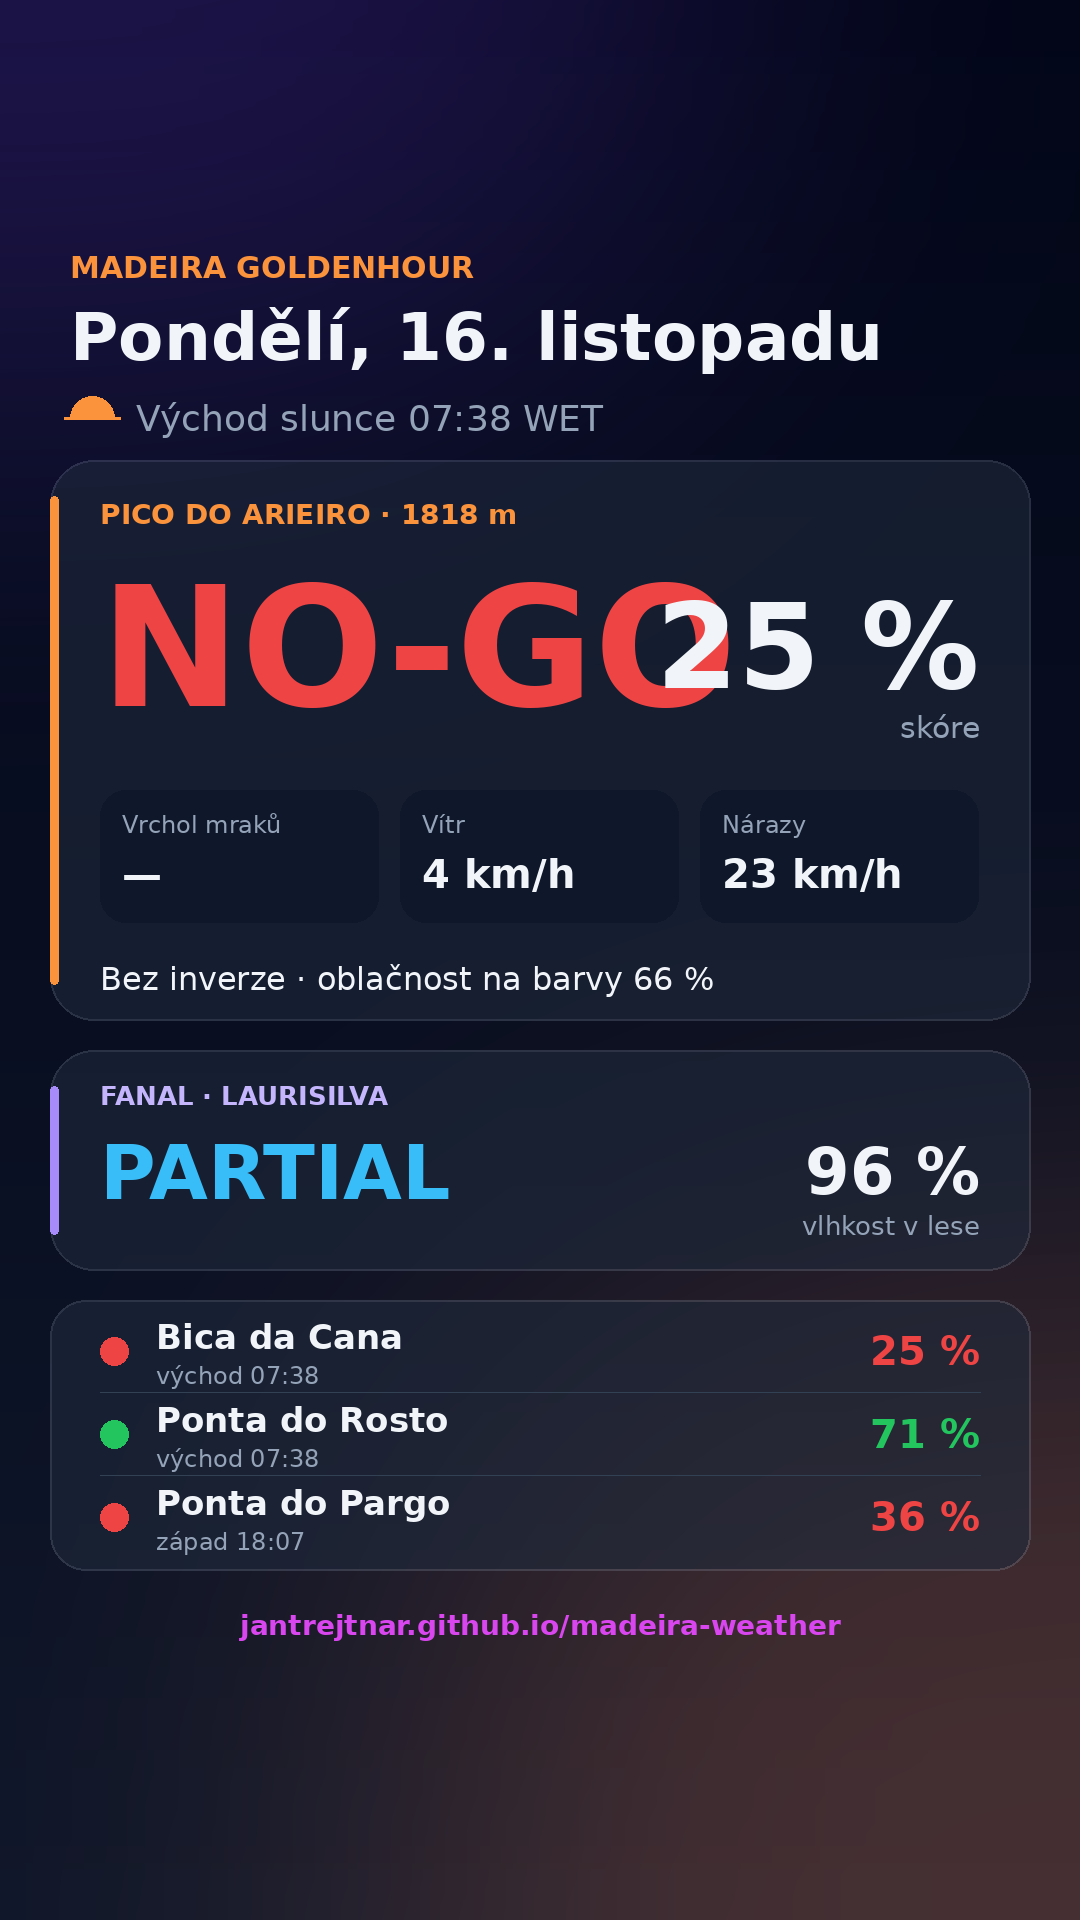 MADEIRA GOLDENHOUR
Pondělí, 16. listopadu
Východ slunce 07:38 WET
PICO DO ARIEIRO · 1818 m
NO-GO 25 %
skóre
Vrchol mraků Vítr Nárazy
— 4 km/h 23 km/h
Bez inverze · oblačnost na barvy 66 %
FANAL · LAURISILVA
PARTIAL 96 %
vlhkost v lese
Bica da Cana 25 %
východ 07:38
Ponta do Rosto 71 %
východ 07:38
Ponta do Pargo 36 %
západ 18:07
jantrejtnar.github.io/madeira-weather